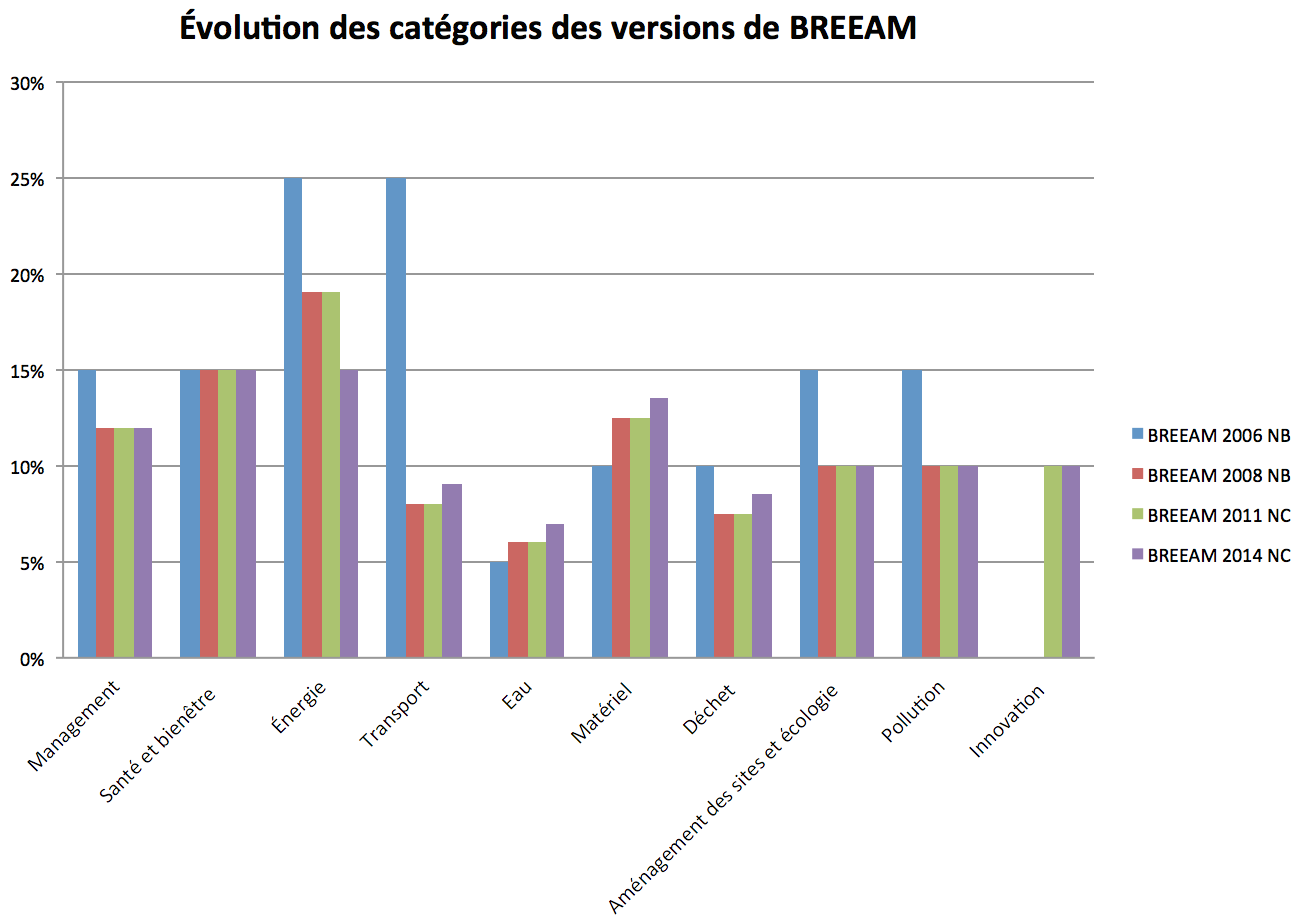 Évolution des catégories des versions de BREEAM
30%
25%
20%
15%
10%
5%
0%
Management
Santé et bienêtre
Énergie
Transport
Eau
Matériel
Déchet
Aménagement des sites et écologie
Pollution
Innovation
BREEAM 2006 NB
BREEAM 2008 NB
BREEAM 2011 NC
BREEAM 2014 NC